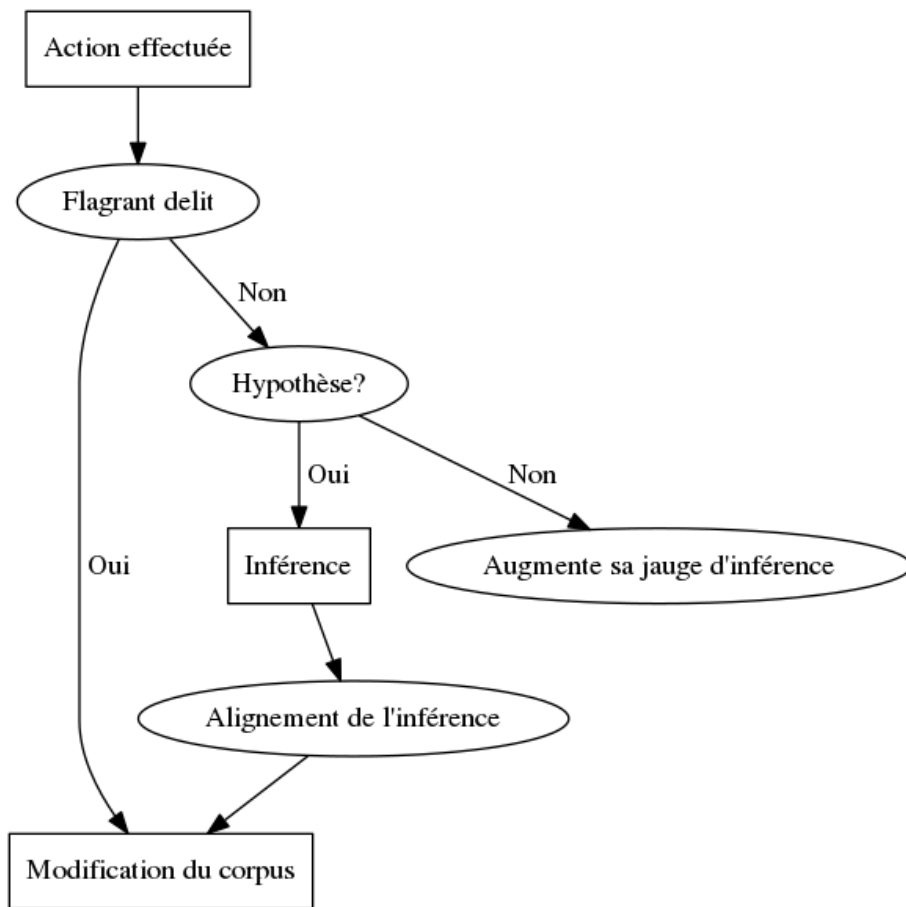 Action effectuée
Flagrant delit
Non
Hypothèse?
Oui
Non
Oui
Inférence
Augmente sa jauge d'inférence
Alignement de l'inférence
Modification du corpus